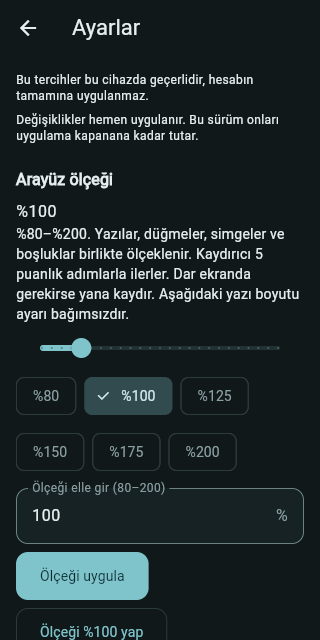 Ayarlar
Bu tercihler bu cihazda geçerlidir, hesabın
tamamına uygulanmaz.
Değişiklikler hemen uygulanır. Bu sürüm onları
uygulama kapanana kadar tutar.
Arayüz ölçeği
%100
%80–%200. Yazılar, düğmeler, simgeler ve
boşluklar birlikte ölçeklenir. Kaydırıcı 5
puanlık adımlarla ilerler. Dar ekranda
gerekirse yana kaydır. Aşağıdaki yazı boyutu
ayarı bağımsızdır.
%80 %100 %125
%150 %175 %200
Ölçeği elle gir (80–200)
100 %
Ölçeği uygula
Ölçeği %100 yap